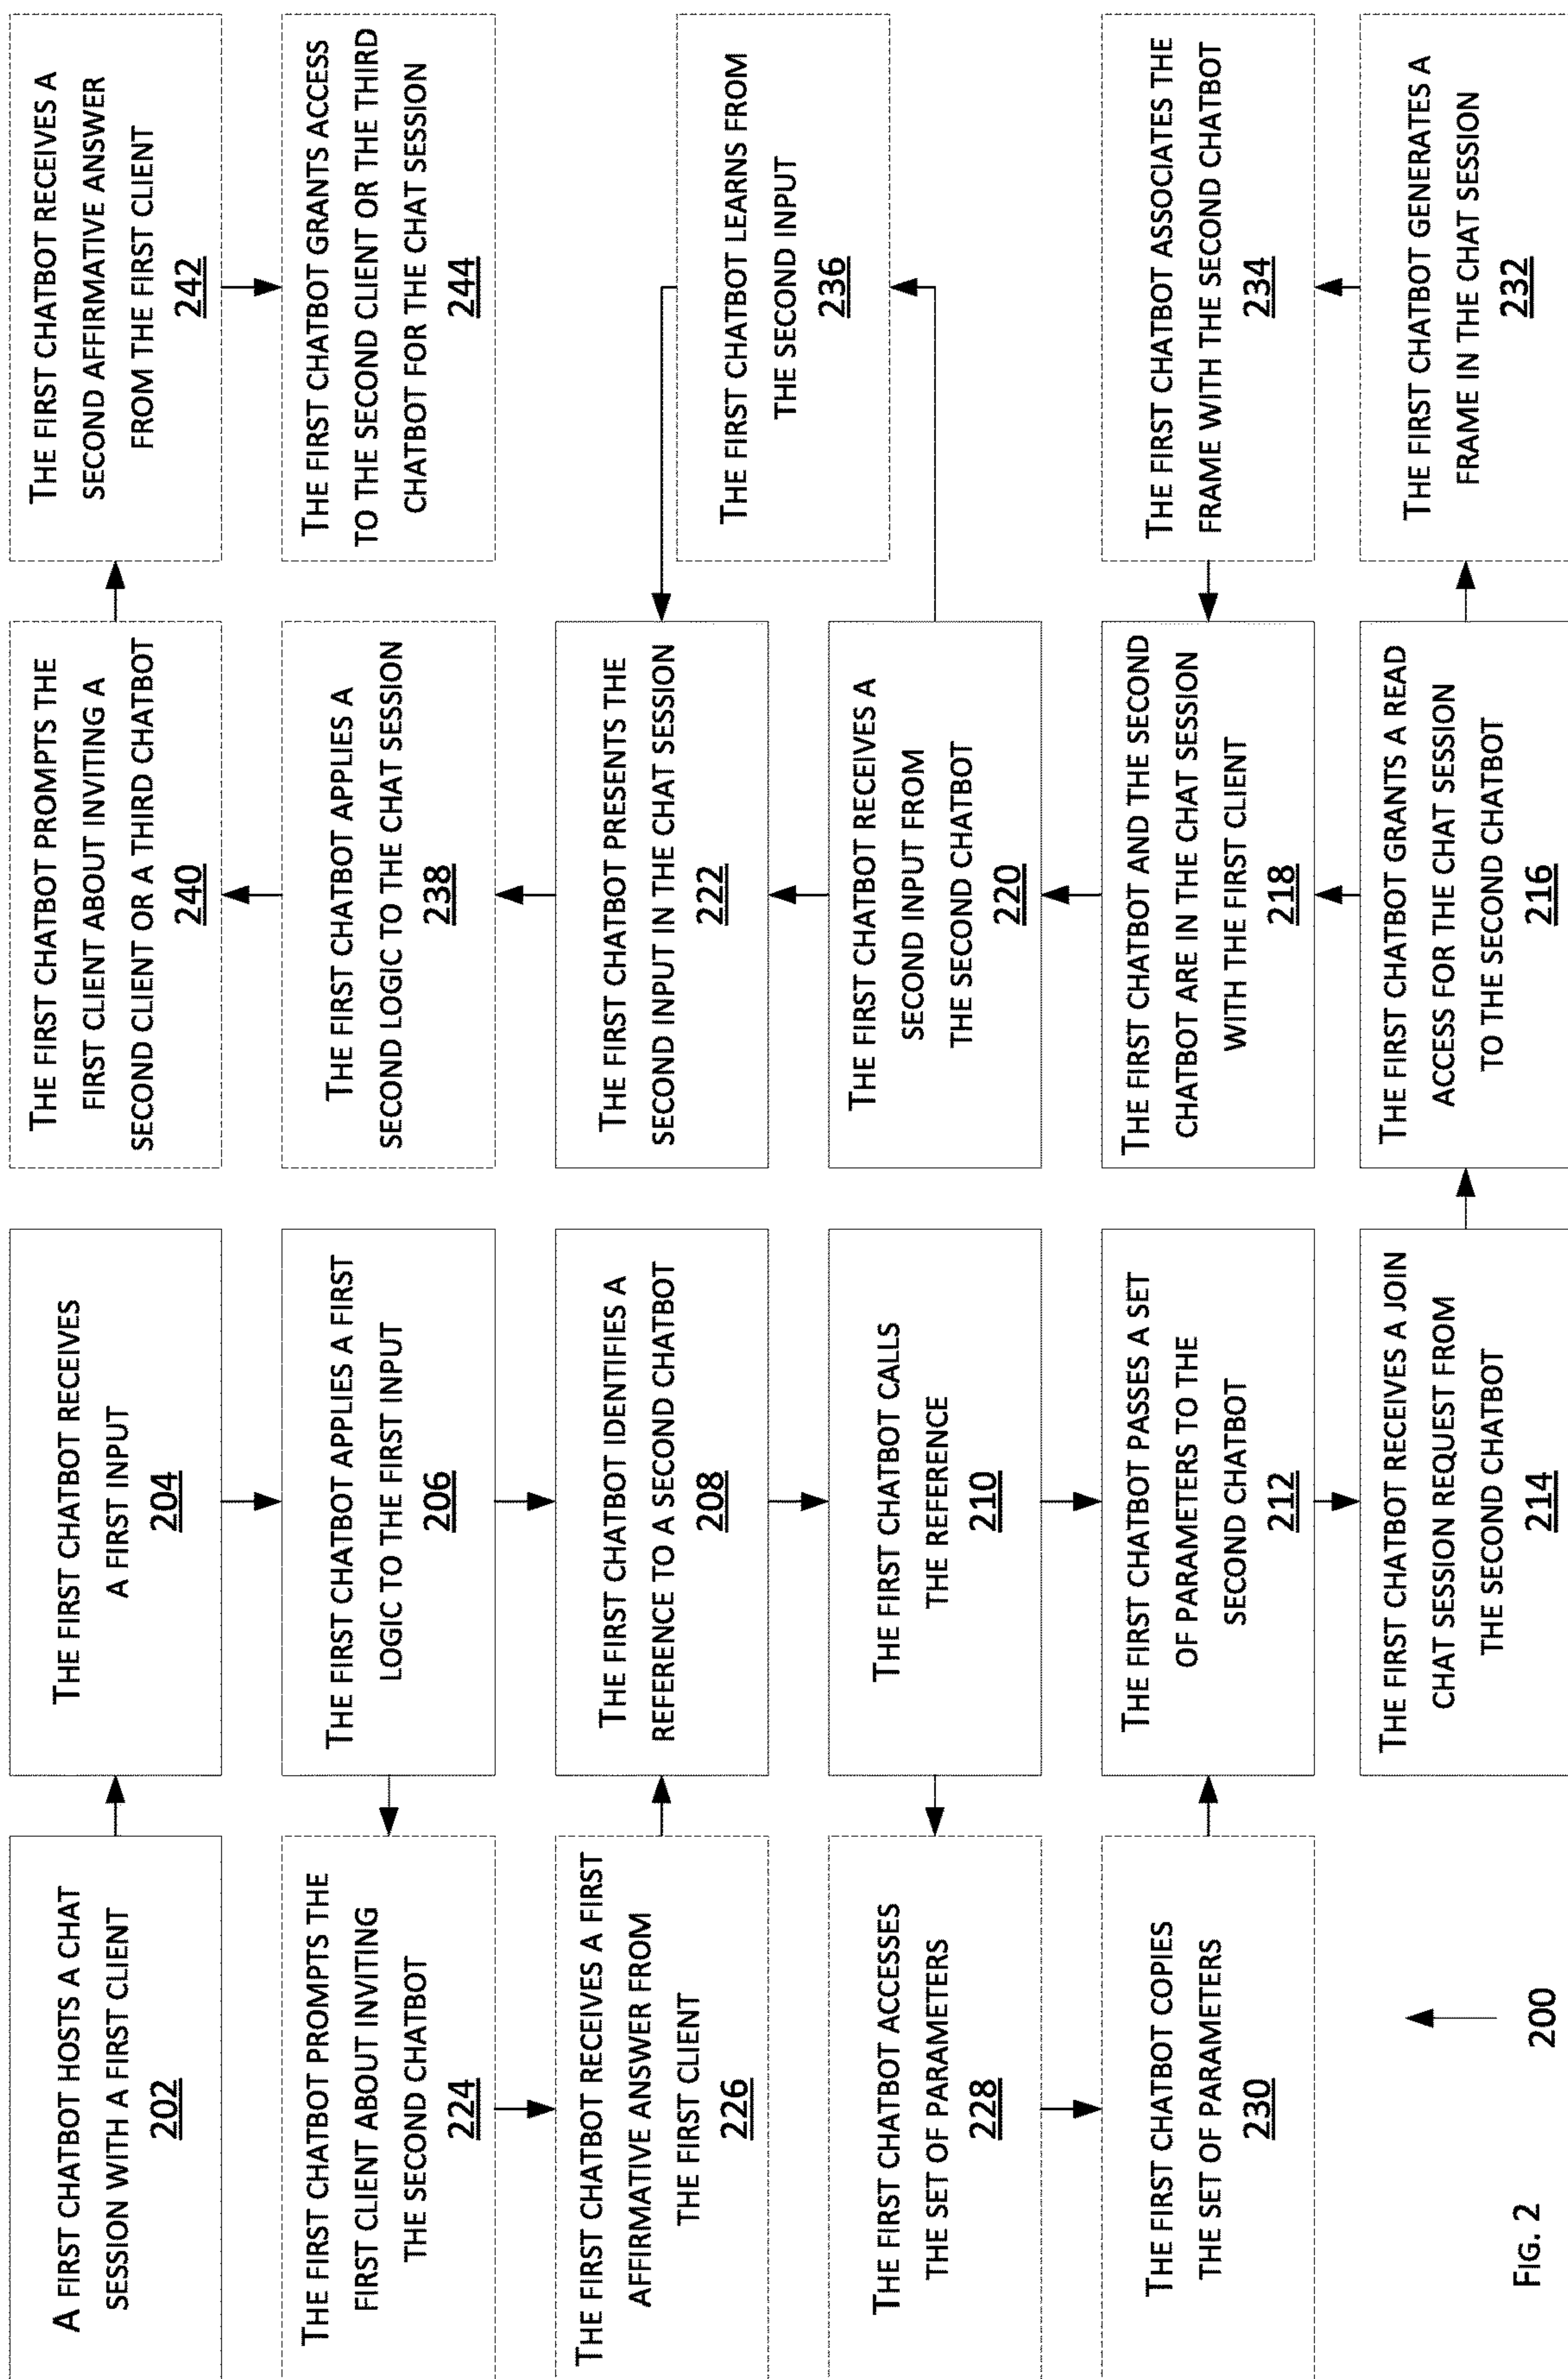 A FIRST CHATBOT HOSTS A CHAT
SESSION WITH A FIRST CLIENT
202
THE FIRST CHATBOT RECEIVES
A FIRST INPUT
204
THE FIRST CHATBOT APPLIES A FIRST
LOGIC TO THE FIRST INPUT
206
THE FIRST CHATBOT PROMPTS THE
FIRST CLIENT ABOUT INVITING
THE SECOND CHATBOT
224
THE FIRST CHATBOT RECEIVES A FIRST
AFFIRMATIVE ANSWER FROM
THE FIRST CLIENT
226
THE FIRST CHATBOT IDENTIFIES A
REFERENCE TO A SECOND CHATBOT
208
THE FIRST CHATBOT CALLS
THE REFERENCE
210
THE FIRST CHATBOT ACCESSES
THE SET OF PARAMETERS
228
THE FIRST CHATBOT COPIES
THE SET OF PARAMETERS
230
THE FIRST CHATBOT PASSES A SET
OF PARAMETERS TO THE
SECOND CHATBOT
212
THE FIRST CHATBOT RECEIVES A JOIN
CHAT SESSION REQUEST FROM
THE SECOND CHATBOT
214
THE FIRST CHATBOT GRANTS A READ
ACCESS FOR THE CHAT SESSION
TO THE SECOND CHATBOT
216
THE FIRST CHATBOT GENERATES A
FRAME IN THE CHAT SESSION
232
THE FIRST CHATBOT ASSOCIATES THE
FRAME WITH THE SECOND CHATBOT
234
THE FIRST CHATBOT AND THE SECOND
CHATBOT ARE IN THE CHAT SESSION
WITH THE FIRST CLIENT
218
THE FIRST CHATBOT RECEIVES A
SECOND INPUT FROM
THE SECOND CHATBOT
220
THE FIRST CHATBOT LEARNS FROM
THE SECOND INPUT
236
THE FIRST CHATBOT PRESENTS THE
SECOND INPUT IN THE CHAT SESSION
222
THE FIRST CHATBOT APPLIES A
SECOND LOGIC TO THE CHAT SESSION
238
THE FIRST CHATBOT PROMPTS THE
FIRST CLIENT ABOUT INVITING A
SECOND CLIENT OR A THIRD CHATBOT
240
THE FIRST CHATBOT RECEIVES A
SECOND AFFIRMATIVE ANSWER
FROM THE FIRST CLIENT
242
THE FIRST CHATBOT GRANTS ACCESS
TO THE SECOND CLIENT OR THE THIRD
CHATBOT FOR THE CHAT SESSION
244
FIG. 2
200